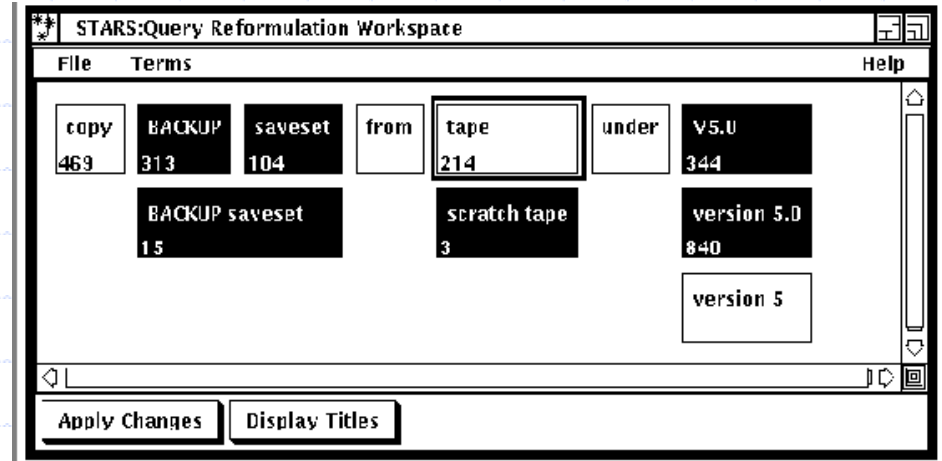 STARS:Query Reformulation Workspace
File Terms Help
copy BACKUP saveset from tape under V5.0
469 313 104 214 344
BACKUP saveset scratch tape version 5.0
15 3 840
version 5
Apply Changes Display Titles